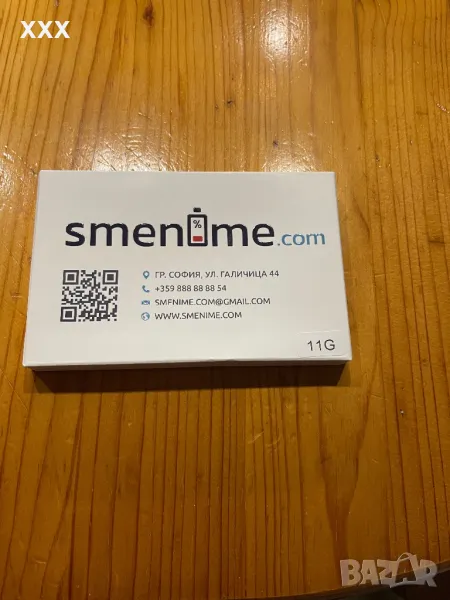 XXX
smenime.com
%
ГР. СОФИЯ, УЛ. ГАЛИЧИЦА 44
+359 888 88 88 54
SMENIME.COM@GMAIL.COM
WWW.SMENIME.COM
11G
BAZAR